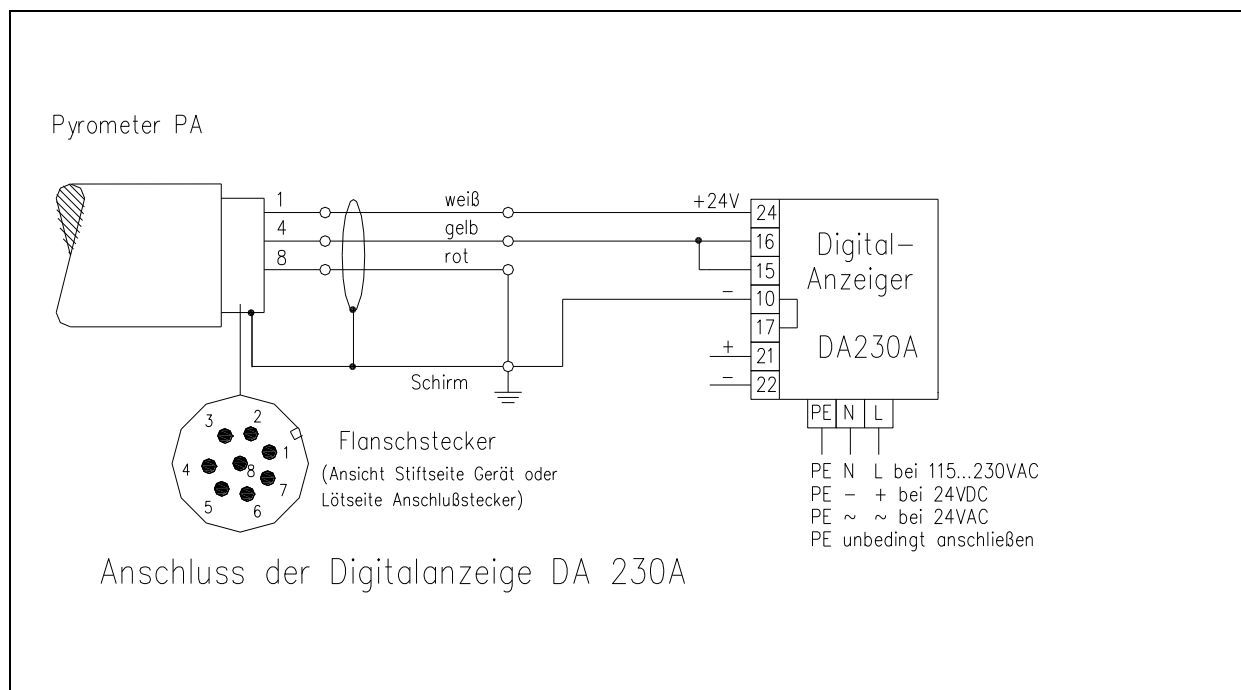 Pyrometer PA
1 weiß +24V 24
4 gelb 16
8 rot 15
- 10
17
+ 21
- 22
Digital-
Anzeiger
DA230A
Schirm
PE N L
PE N L bei 115...230VAC
PE - + bei 24VDC
PE ~ ~ bei 24VAC
PE unbedingt anschließen
3 2
1
4 8
7
5 6
Flanschstecker
(Ansicht Stiftseite Gerät oder
Lötseite Anschlußstecker)
Anschluss der Digitalanzeige DA 230A